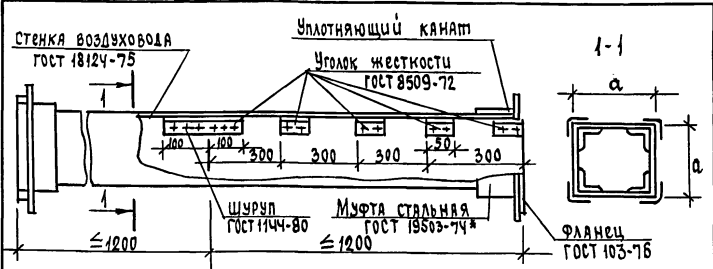 Стенка воздуховода
ГОСТ 18124-75
Уплотняющий канат
Уголок жесткости
ГОСТ 8509-72
1-1
1
a
100
100
50
300
300
300
300
a
1
Шуруп
ГОСТ 1144-80
Муфта стальная
ГОСТ 19503-74*
Фланец
ГОСТ 103-76
≤1200
≤1200